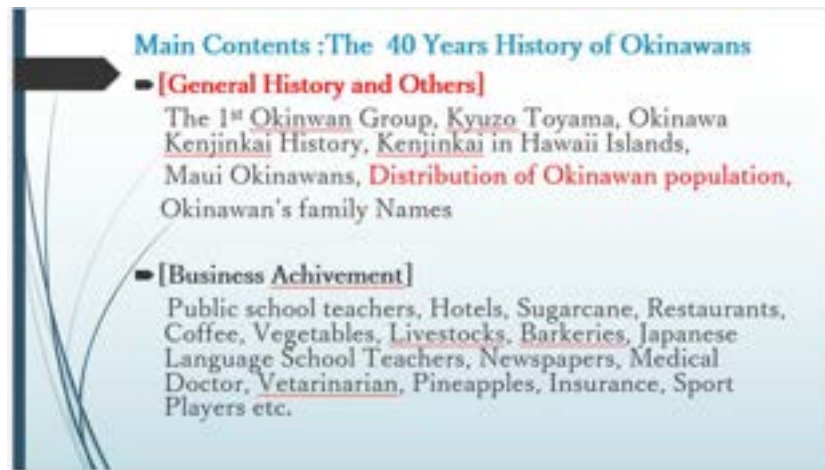 Main Contents :The 40 Years History of Okinawans
[General History and Others]
The 1st Okinwan Group, Kyuzo Toyama, Okinawa
Kenjinkai History, Kenjinkai in Hawaii Islands,
Maui Okinawans, Distribution of Okinawan population,
Okinawan's family Names
[Business Achivement]
Public school teachers, Hotels, Sugarcane, Restaurants,
Coffee, Vegetables, Livestocks, Barkeries, Japanese
Language School Teachers, Newspapers, Medical
Doctor, Vetarinarian, Pineapples, Insurance, Sport
Players etc.